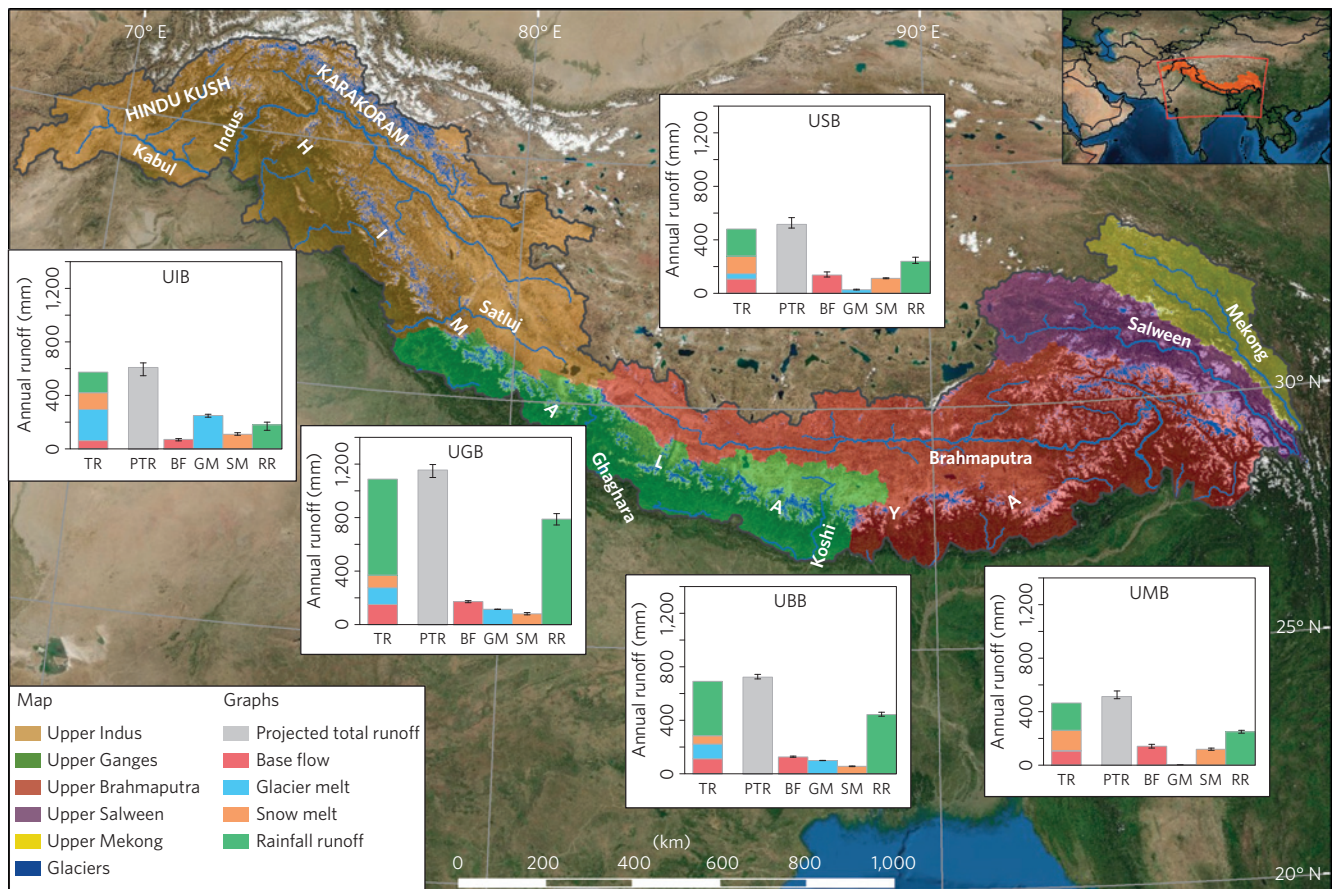 70° E
80° E
90° E
30° N
25° N
20° N
HINDU KUSH
KARAKORAM
Kabul
Indus
H
I
M
A
L
A
Y
A
Satluj
Ghaghara
Koshi
Brahmaputra
Salween
Mekong
USB
Annual runoff (mm)
1,200
800
400
0
TR PTR BF GM SM RR
UIB
Annual runoff (mm)
1,200
800
400
0
TR PTR BF GM SM RR
UGB
Annual runoff (mm)
1,200
800
400
0
TR PTR BF GM SM RR
UBB
Annual runoff (mm)
1,200
800
400
0
TR PTR BF GM SM RR
UMB
Annual runoff (mm)
1,200
800
400
0
TR PTR BF GM SM RR
Map
Upper Indus
Upper Ganges
Upper Brahmaputra
Upper Salween
Upper Mekong
Glaciers
Graphs
Projected total runoff
Base flow
Glacier melt
Snow melt
Rainfall runoff
(km)
0 200 400 600 800 1,000